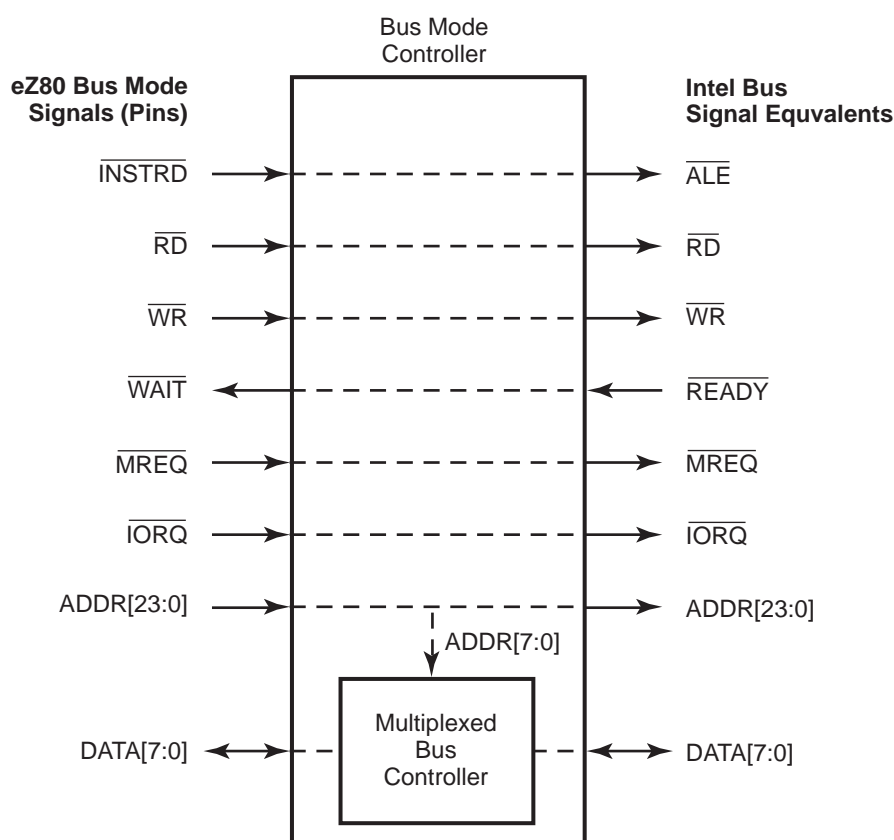 Bus Mode
Controller
eZ80 Bus Mode
Signals (Pins)
Intel Bus
Signal Equvalents
INSTRD
ALE
RD
RD
WR
WR
WAIT
READY
MREQ
MREQ
IORQ
IORQ
ADDR[23:0]
ADDR[23:0]
ADDR[7:0]
Multiplexed
Bus
Controller
DATA[7:0]
DATA[7:0]